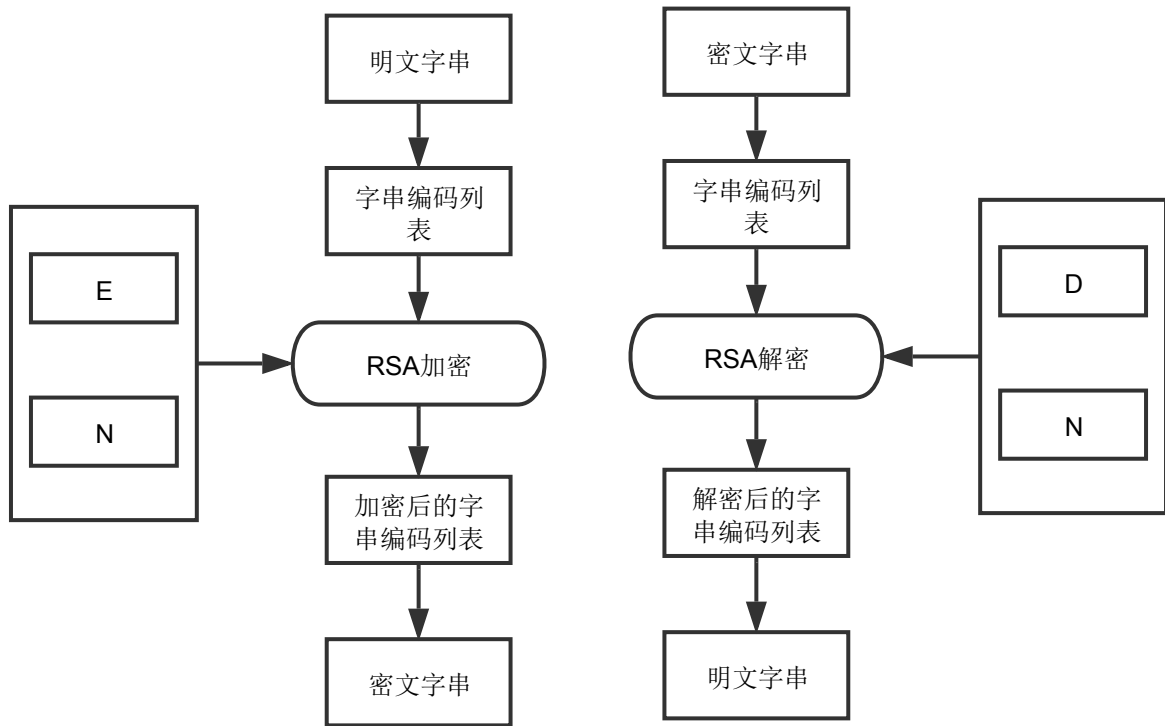 明文字串
字串编码列
表
E
N
RSA加密
加密后的字
串编码列表
密文字串
密文字串
字串编码列
表
D
N
RSA解密
解密后的字
串编码列表
明文字串